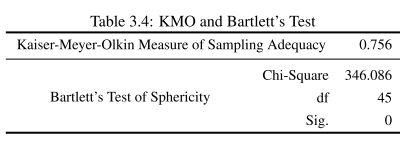 Table 3.4: KMO and Bartlett's Test
Kaiser-Meyer-Olkin Measure of Sampling Adequacy 0.756
Chi-Square 346.086
Bartlett's Test of Sphericity df 45
Sig. 0